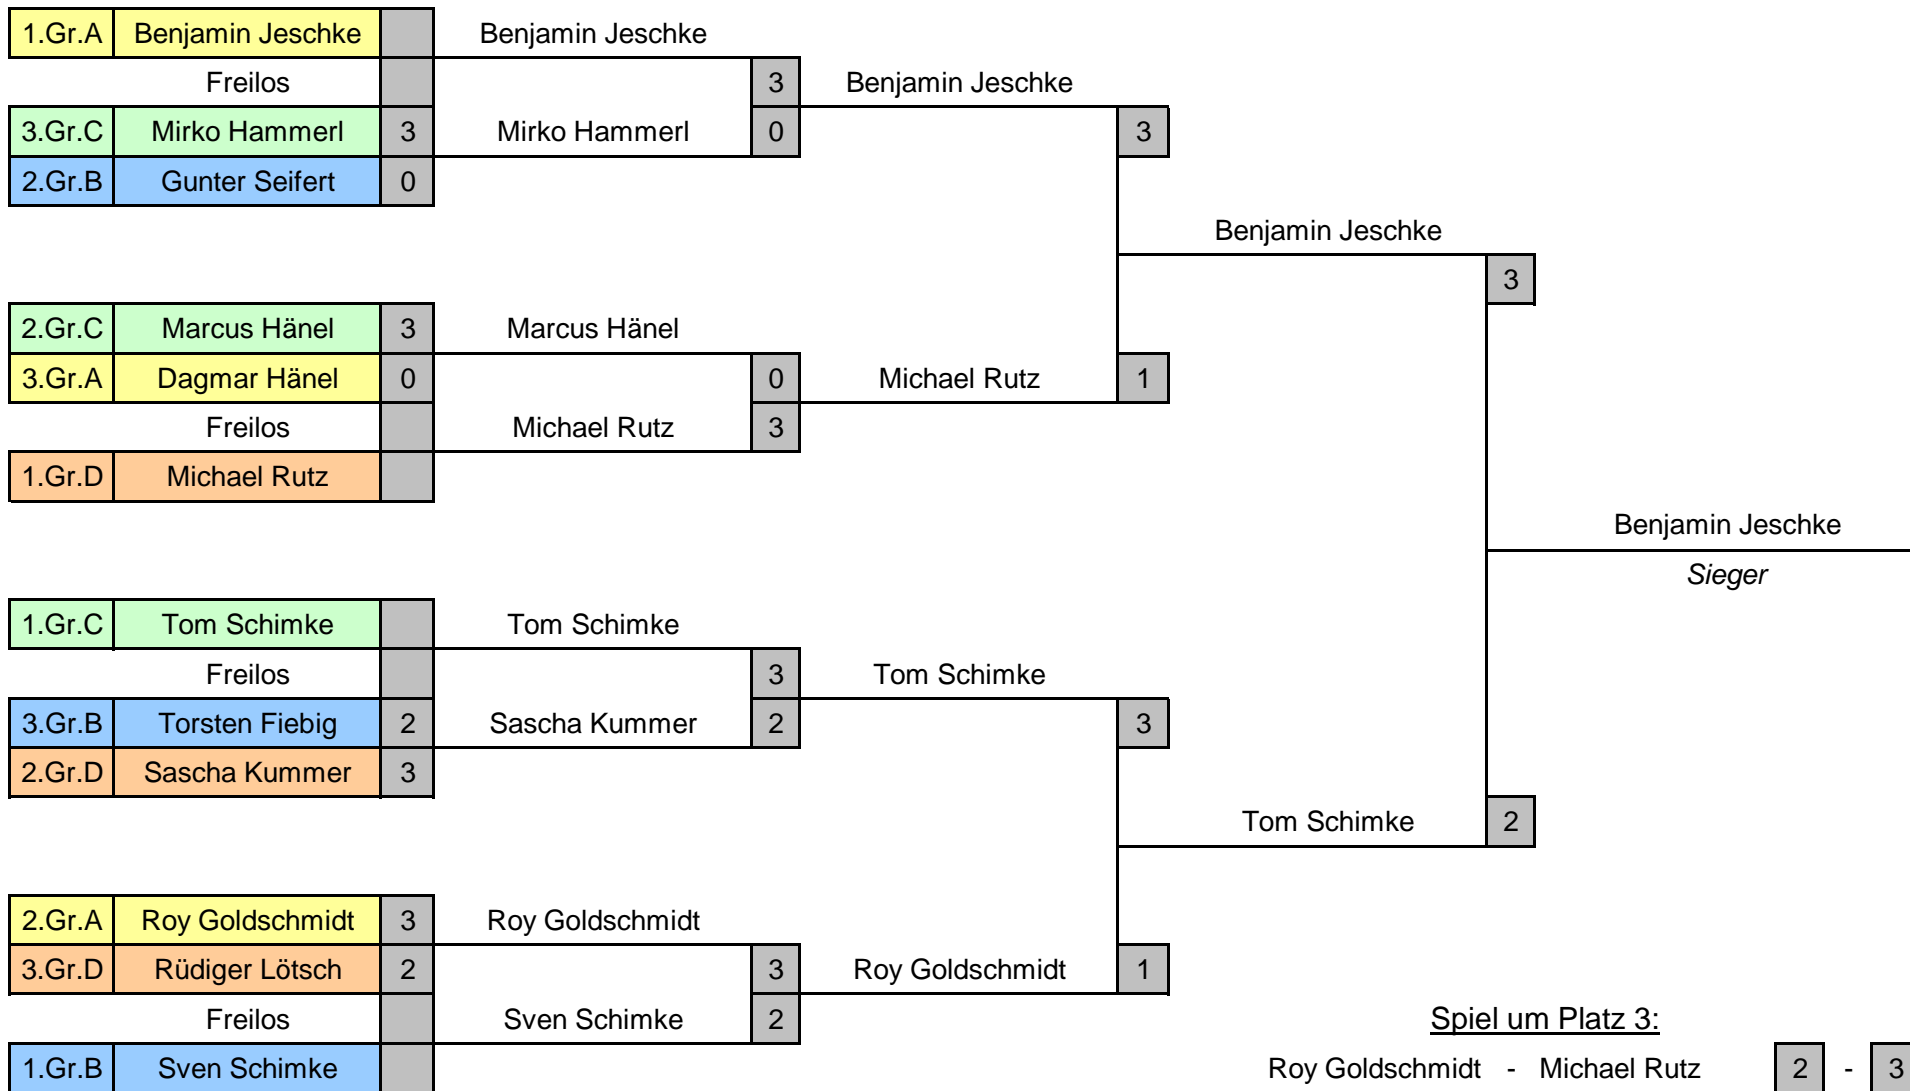 1.Gr.A Benjamin Jeschke Benjamin Jeschke
Freilos 3 Benjamin Jeschke
3.Gr.C Mirko Hammerl 3 Mirko Hammerl 0 3
2.Gr.B Gunter Seifert 0
Benjamin Jeschke
3
2.Gr.C Marcus Hänel 3 Marcus Hänel
3.Gr.A Dagmar Hänel 0 0 Michael Rutz 1
Freilos Michael Rutz 3
1.Gr.D Michael Rutz
Benjamin Jeschke
Sieger
1.Gr.C Tom Schimke Tom Schimke
Freilos 3 Tom Schimke
3.Gr.B Torsten Fiebig 2 Sascha Kummer 2 3
2.Gr.D Sascha Kummer 3
Tom Schimke 2
2.Gr.A Roy Goldschmidt 3 Roy Goldschmidt
3.Gr.D Rüdiger Lötsch 2 3 Roy Goldschmidt 1
Freilos Sven Schimke 2 Spiel um Platz 3:
1.Gr.B Sven Schimke Roy Goldschmidt - Michael Rutz 2 - 3